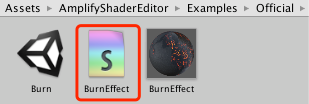 Assets ▸ AmplifyShaderEditor ▸ Examples ▸ Official ▸
S
Burn BurnEffect BurnEffect